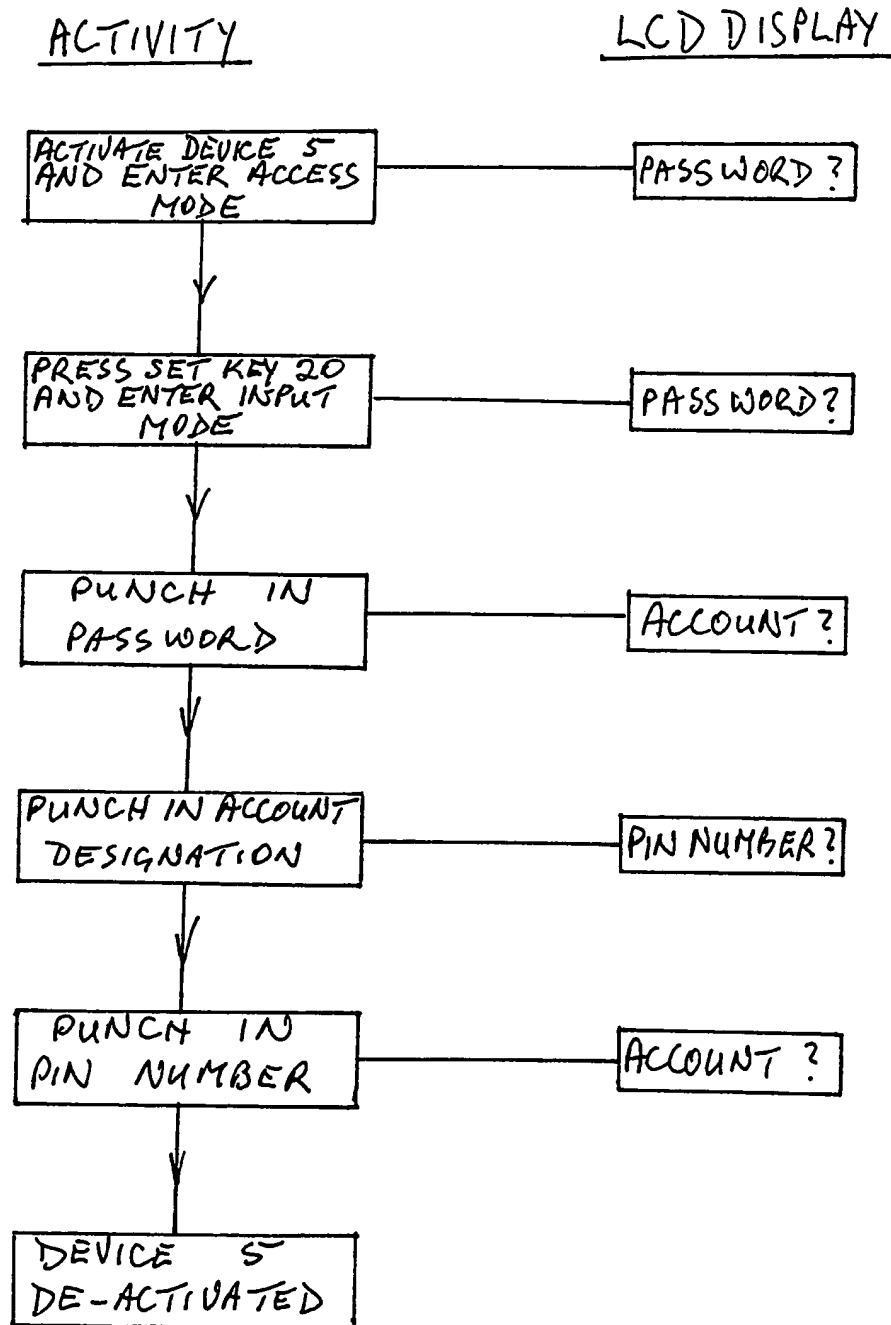 ACTIVITY
LCD DISPLAY
ACTIVATE DEVICE 5
AND ENTER ACCESS
MODE
PASSWORD?
PRESS SET KEY 20
AND ENTER INPUT
MODE
PASSWORD?
PUNCH IN
PASSWORD
ACCOUNT?
PUNCH IN ACCOUNT
DESIGNATION
PIN NUMBER?
PUNCH IN
PIN NUMBER
ACCOUNT ?
DEVICE 5
DE-ACTIVATED